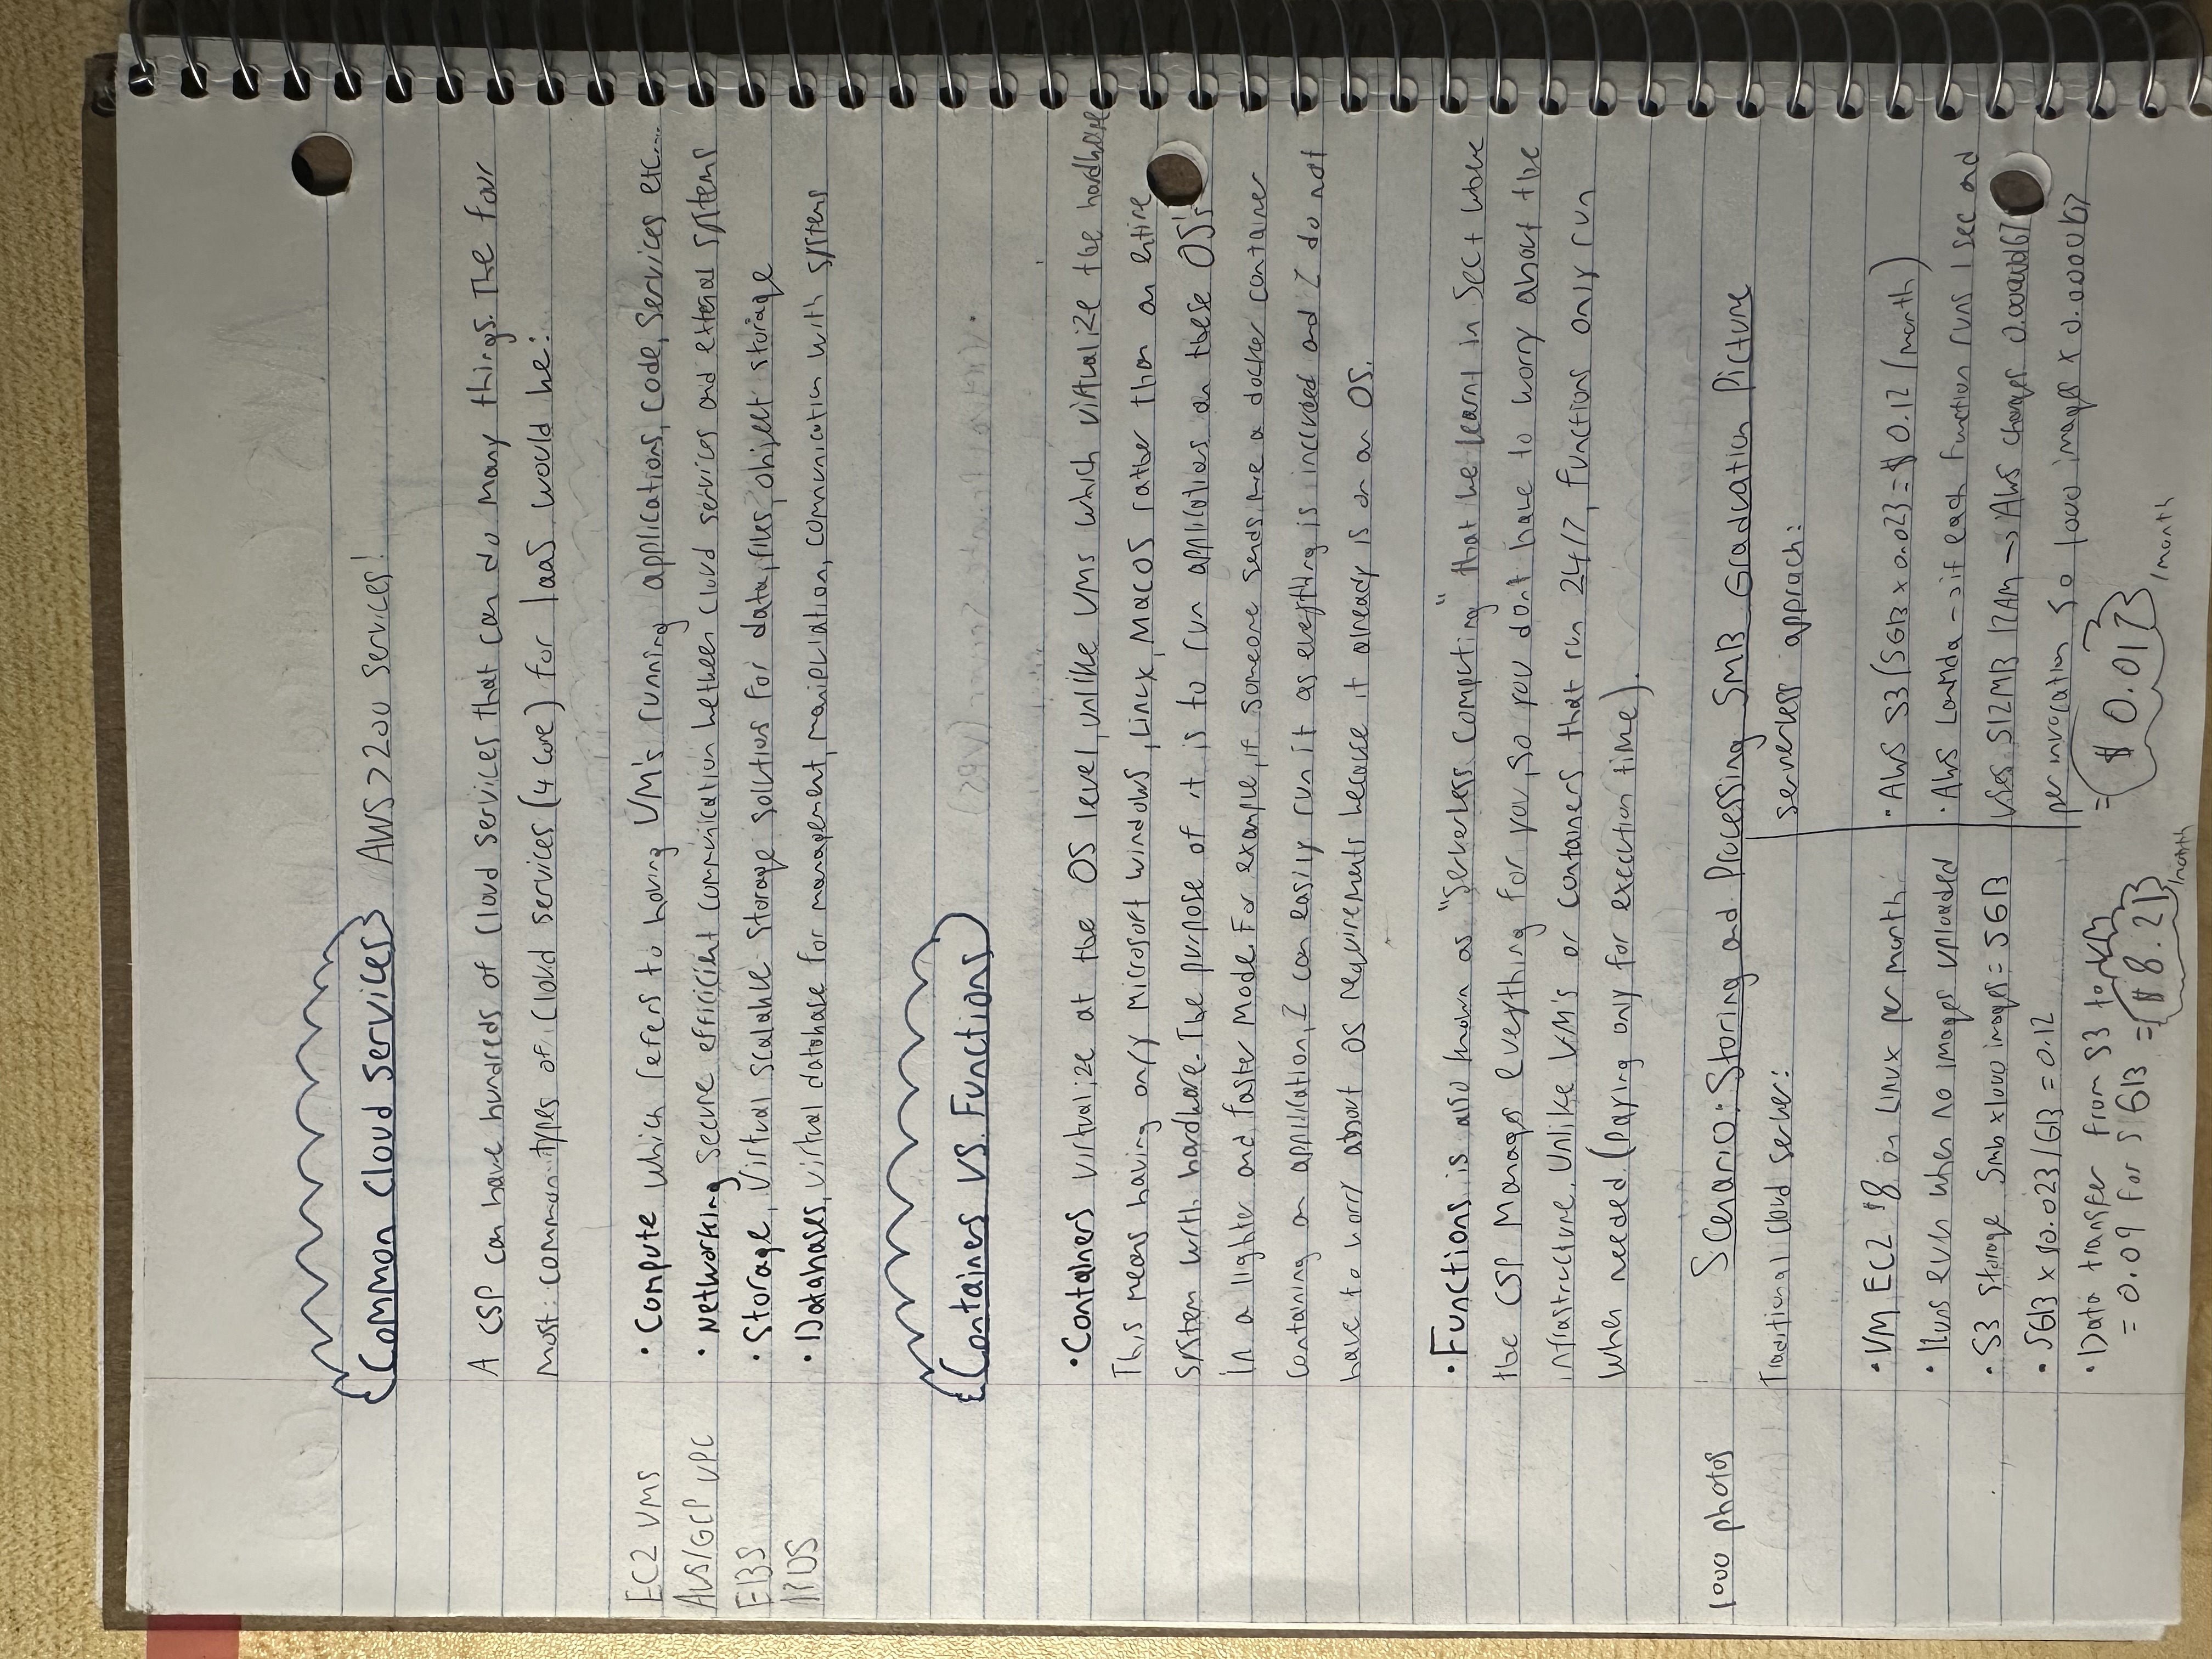 Common Cloud Services AWS > 200 services!
A CSP can have hundreds of cloud services that can do many things. The four
most common types of cloud services (4 core) for IaaS would be:
EC2 VMs • Compute which refers to having VM's running applications, code, services etc....
AWS/GCP VPC • Networking secure efficicient communication between cloud services and external systems
EBS • Storage, virtual scalable storage solutions for data, files, object storage
RDS • Databases, virtual database for management, manipulation, communication with systems
Containers VS. Functions
• Containers virtualize at the OS level, unlike VMs which virtualize the hardware
This means having only Microsoft windows, Linux, MacOS rather than an entire
system with hardware. The purpose of it is to run applications on these OS's
in a lighter and faster mode. For example, if someone sends me a docker container
containing an application, I can easily run it as everything is included and I do not
have to worry about OS requirements because it already is on an OS.
• Functions is also known as "Serverless Computing" that we learnt in Sec+ where
the CSP manages everything for you, so you dont have to worry about the
infrastructure. Unlike VM's or containers that run 24/7, functions only run
when needed. (paying only for execution time).
1000 photos Scenario: Storing and Processing 5MB Graduation Picture
Traditional cloud server:
• VM EC2 $8 on Linux per month
• Runs even when no images uploaded
• S3 storage 5mb x 1000 images = 5GB
• 5GB x $0.023/GB = 0.12
• Data transfer from S3 to VM
= 0.09 for 5GB = $8.21/month
serverless apprach:
• AWS S3 (5GB x 0.023 = $0.12 /month)
• AWS Lambda -> if each function runs 1 sec and
uses 512MB RAM -> AWS charges
per invocation so 1000 images x
= $0.017 /month